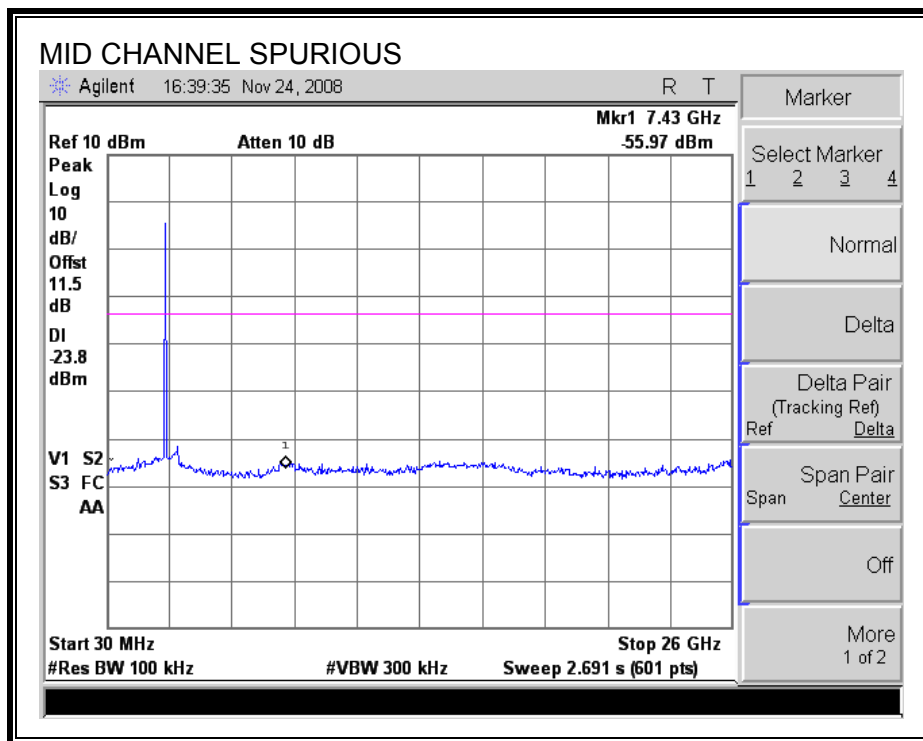 MID CHANNEL SPURIOUS
Agilent 16:39:35 Nov 24, 2008 R T
Mkr1 7.43 GHz
Ref 10 dBm Atten 10 dB -55.97 dBm
Peak
Log
10
dB/
Offst
11.5
dB
DI
-23.8
dBm
1
V1 S2
S3 FC
AA
Start 30 MHz Stop 26 GHz
#Res BW 100 kHz #VBW 300 kHz Sweep 2.691 s (601 pts)
Marker
Select Marker
1 2 3 4
Normal
Delta
Delta Pair
(Tracking Ref)
Ref Delta
Span Pair
Span Center
Off
More
1 of 2